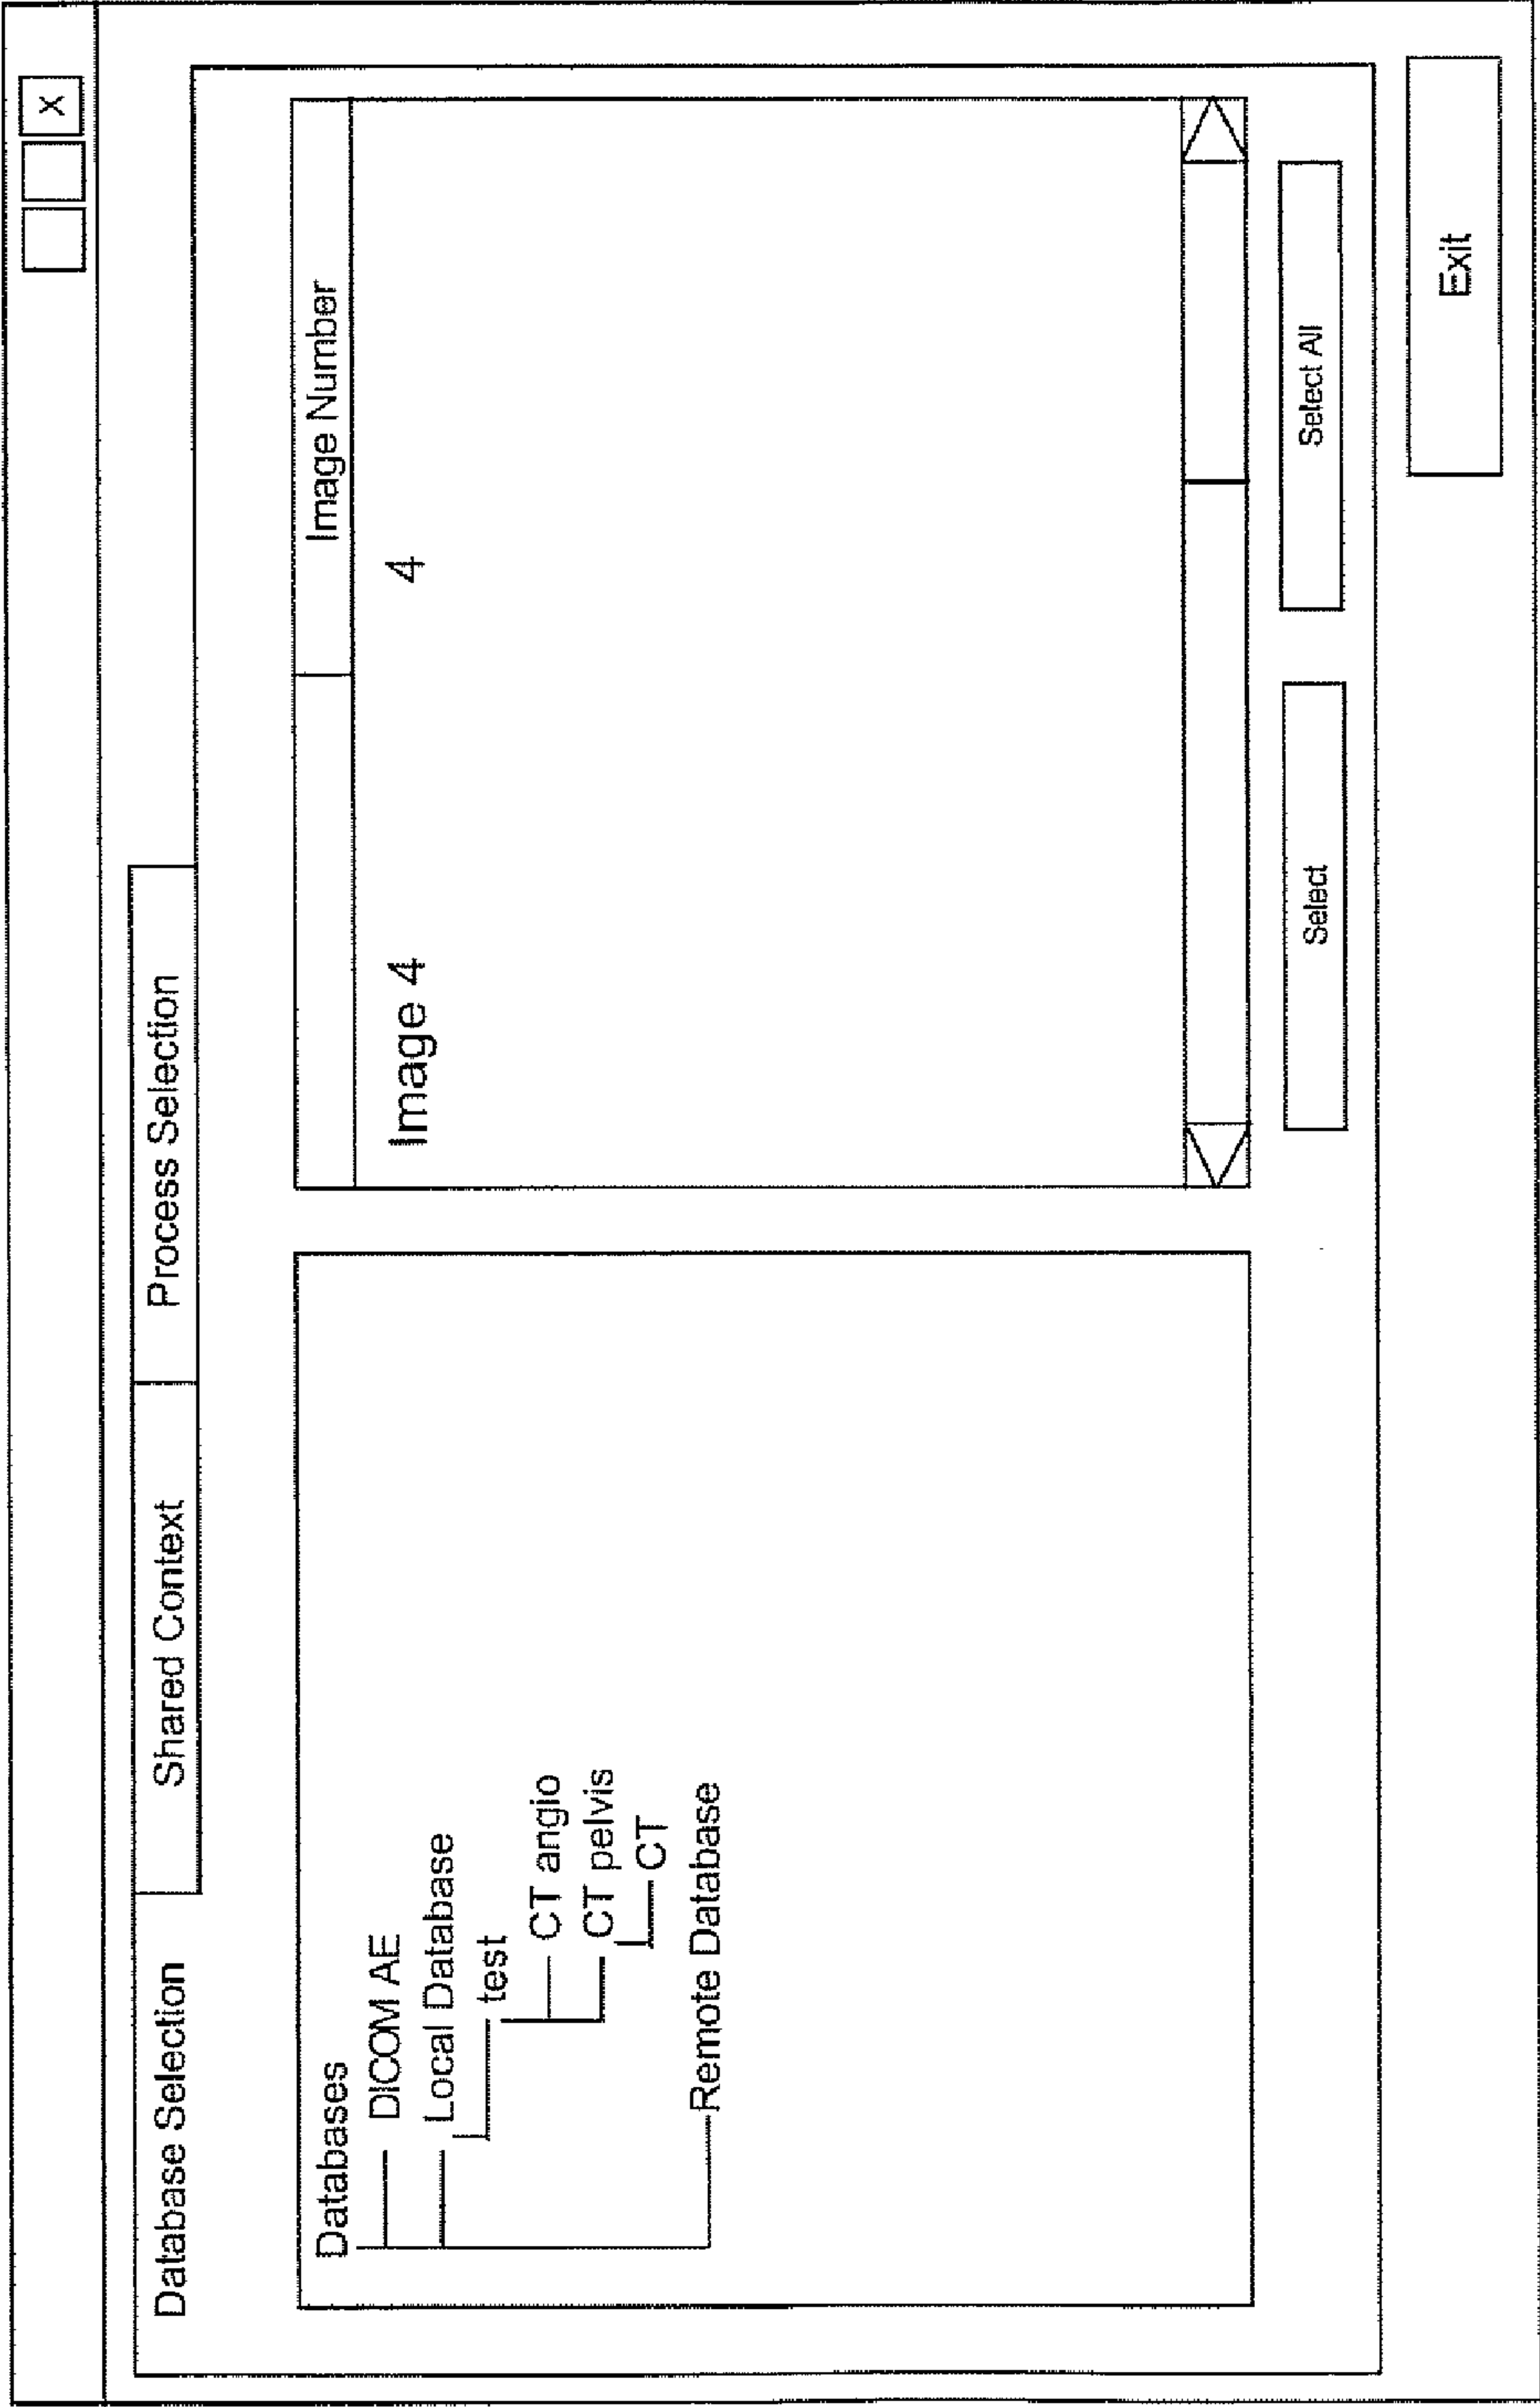 X
Database Selection Shared Context Process Selection
Databases
DICOM AE
Local Database
test
CT angio
CT pelvis
CT
Remote Database
Image Number
Image 4 4
Select Select All
Exit